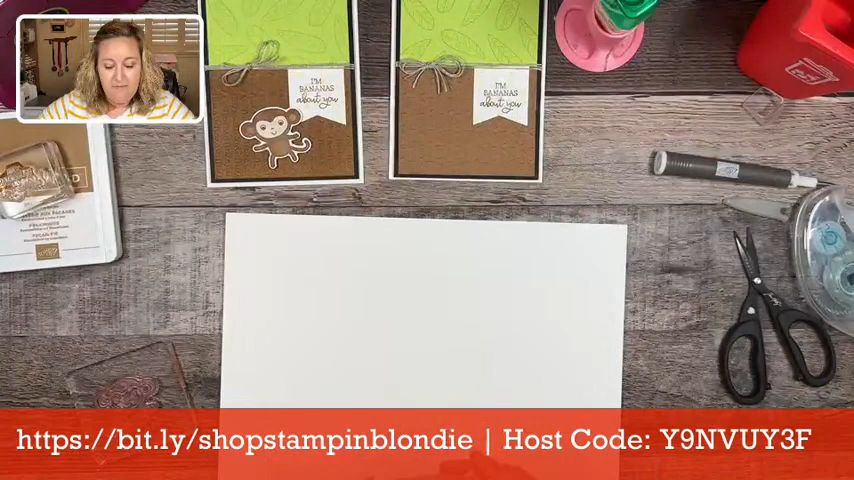 I'M
BANANAS
about you
I'M
BANANAS
about you
https://bit.ly/shopstampinblondie | Host Code: Y9NVUY3F